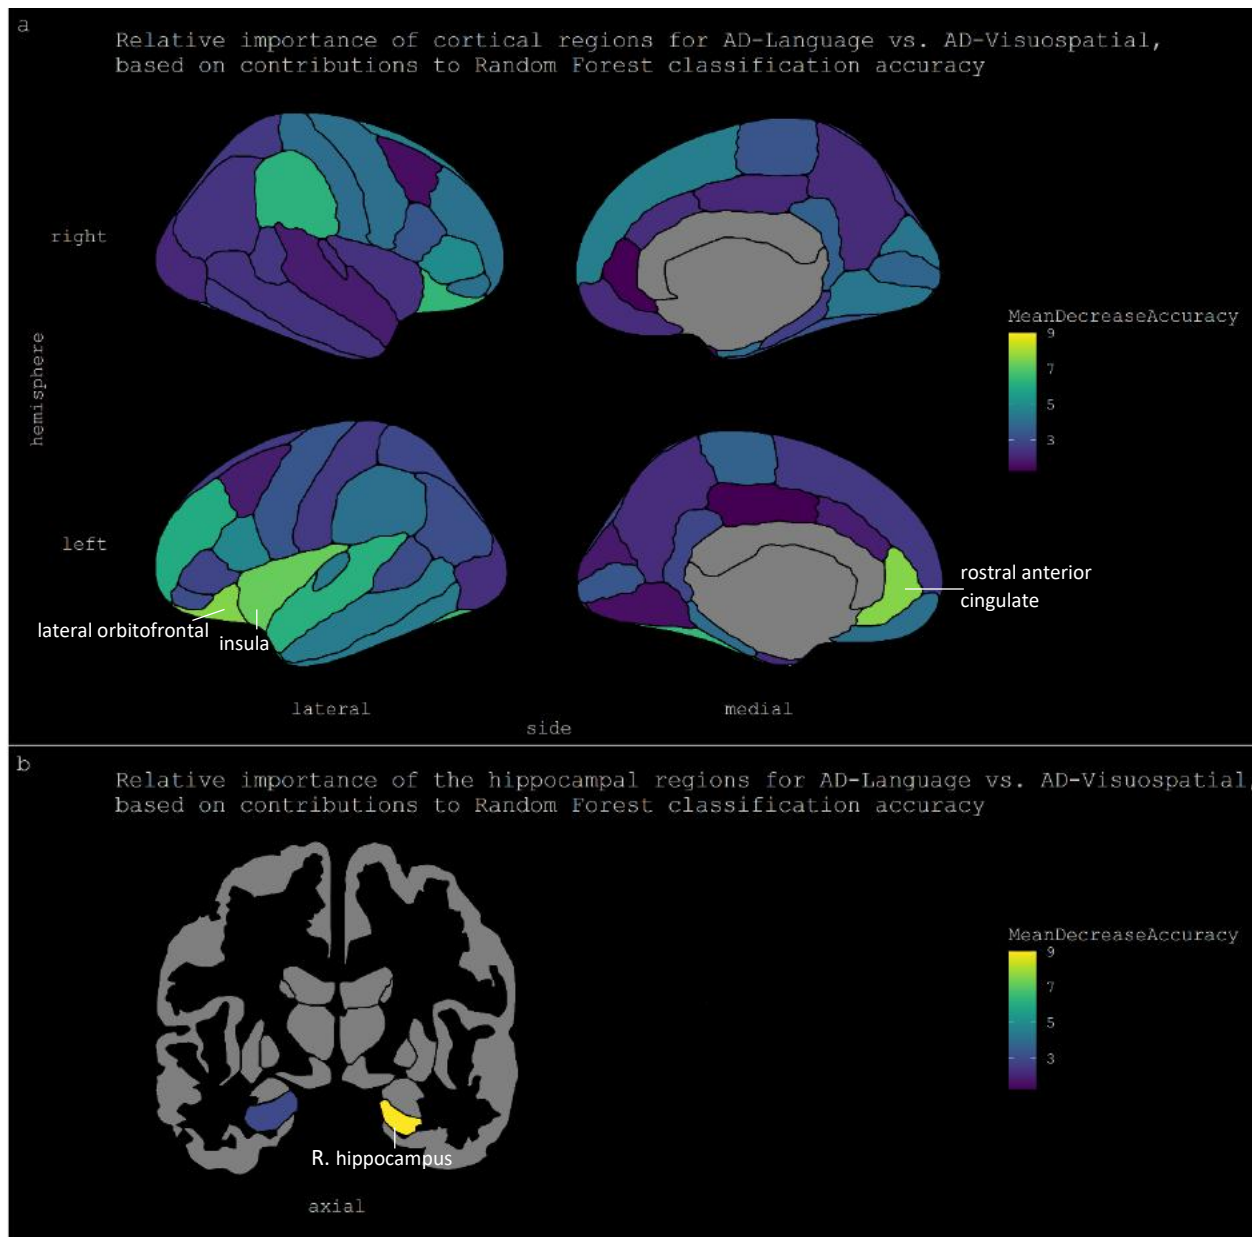 a
Relative importance of cortical regions for AD-Language vs. AD-Visuospatial,
based on contributions to Random Forest classification accuracy
right
hemisphere
left
MeanDecreaseAccuracy
9
7
5
3
lateral orbitofrontal
insula
rostral anterior
cingulate
lateral
medial
side
b
Relative importance of the hippocampal regions for AD-Language vs. AD-Visuospatial,
based on contributions to Random Forest classification accuracy
MeanDecreaseAccuracy
9
7
5
3
R. hippocampus
axial